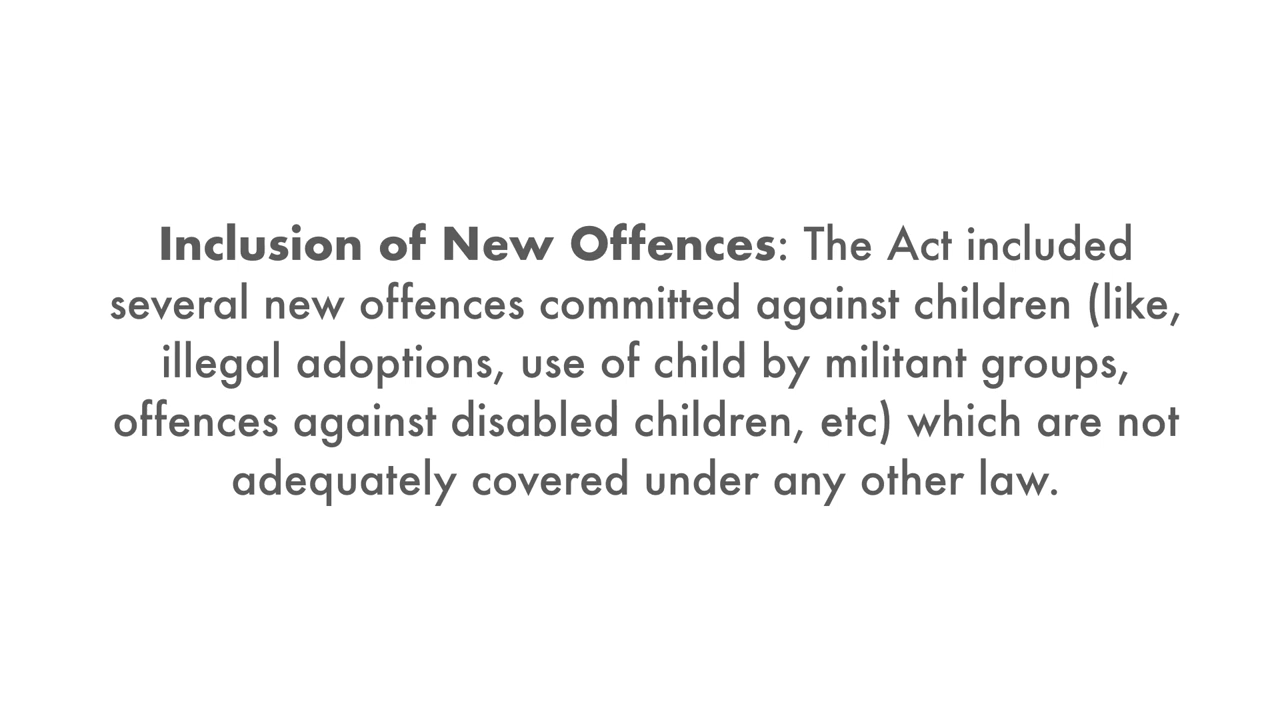 Inclusion of New Offences: The Act included
several new offences committed against children (like,
illegal adoptions, use of child by militant groups,
offences against disabled children, etc) which are not
adequately covered under any other law.